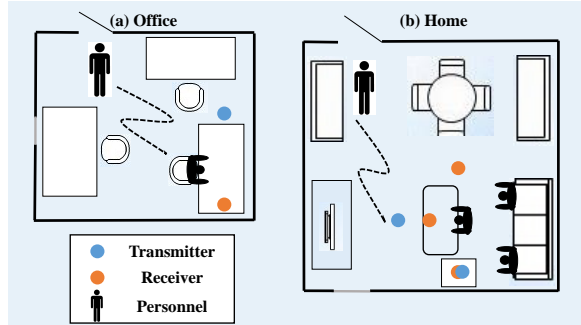 (a) Office
(b) Home
Transmitter
Receiver
Personnel